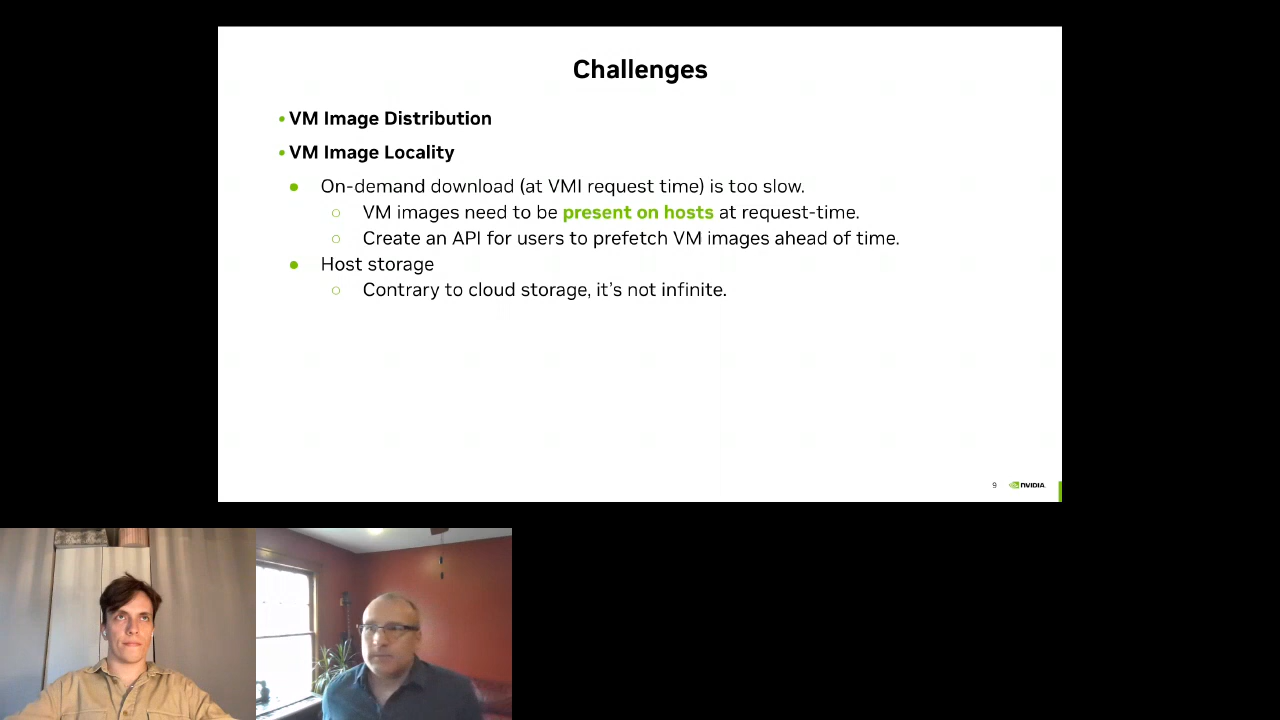 Challenges
• VM Image Distribution
• VM Image Locality
● On-demand download (at VMI request time) is too slow.
○ VM images need to be present on hosts at request-time.
○ Create an API for users to prefetch VM images ahead of time.
● Host storage
○ Contrary to cloud storage, it's not infinite.
9 NVIDIA